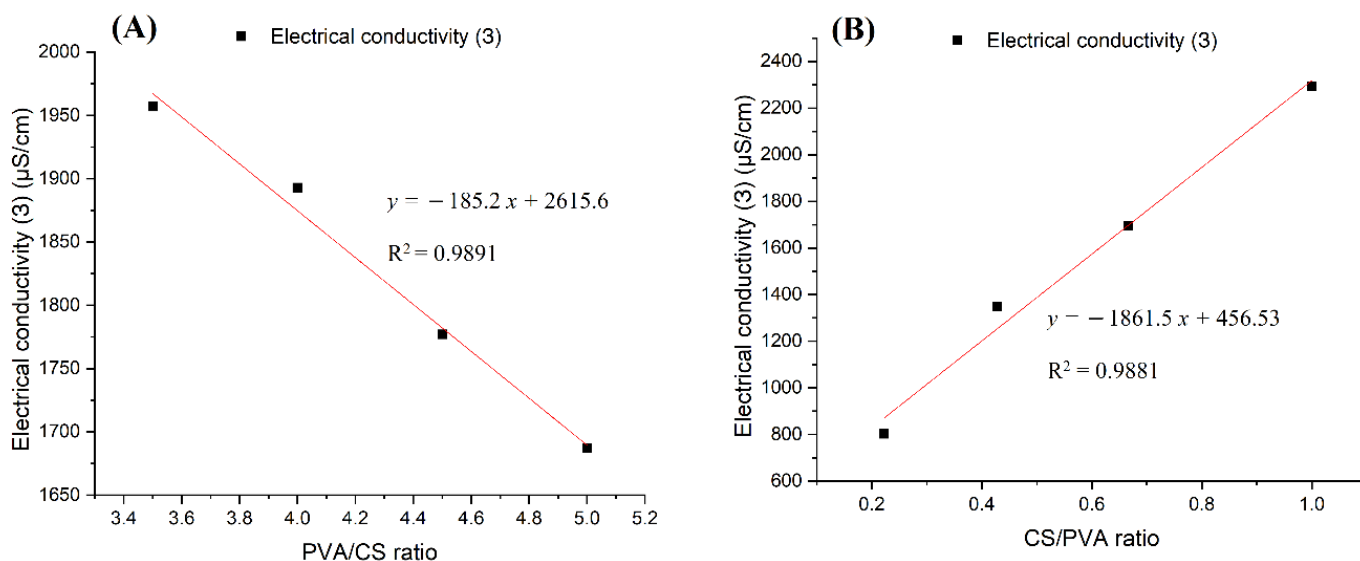 (A)
Electrical conductivity (3)
2000
1950
1900
1850
1800
1750
1700
1650
Electrical conductivity (3) (µS/cm)
y = −185.2 x + 2615.6
R² = 0.9891
3.4 3.6 3.8 4.0 4.2 4.4 4.6 4.8 5.0 5.2
PVA/CS ratio
(B)
Electrical conductivity (3)
2400
2200
2000
1800
1600
1400
1200
1000
800
600
Electrical conductivity (3) (µS/cm)
y = −1861.5 x + 456.53
R² = 0.9881
0.2 0.4 0.6 0.8 1.0
CS/PVA ratio